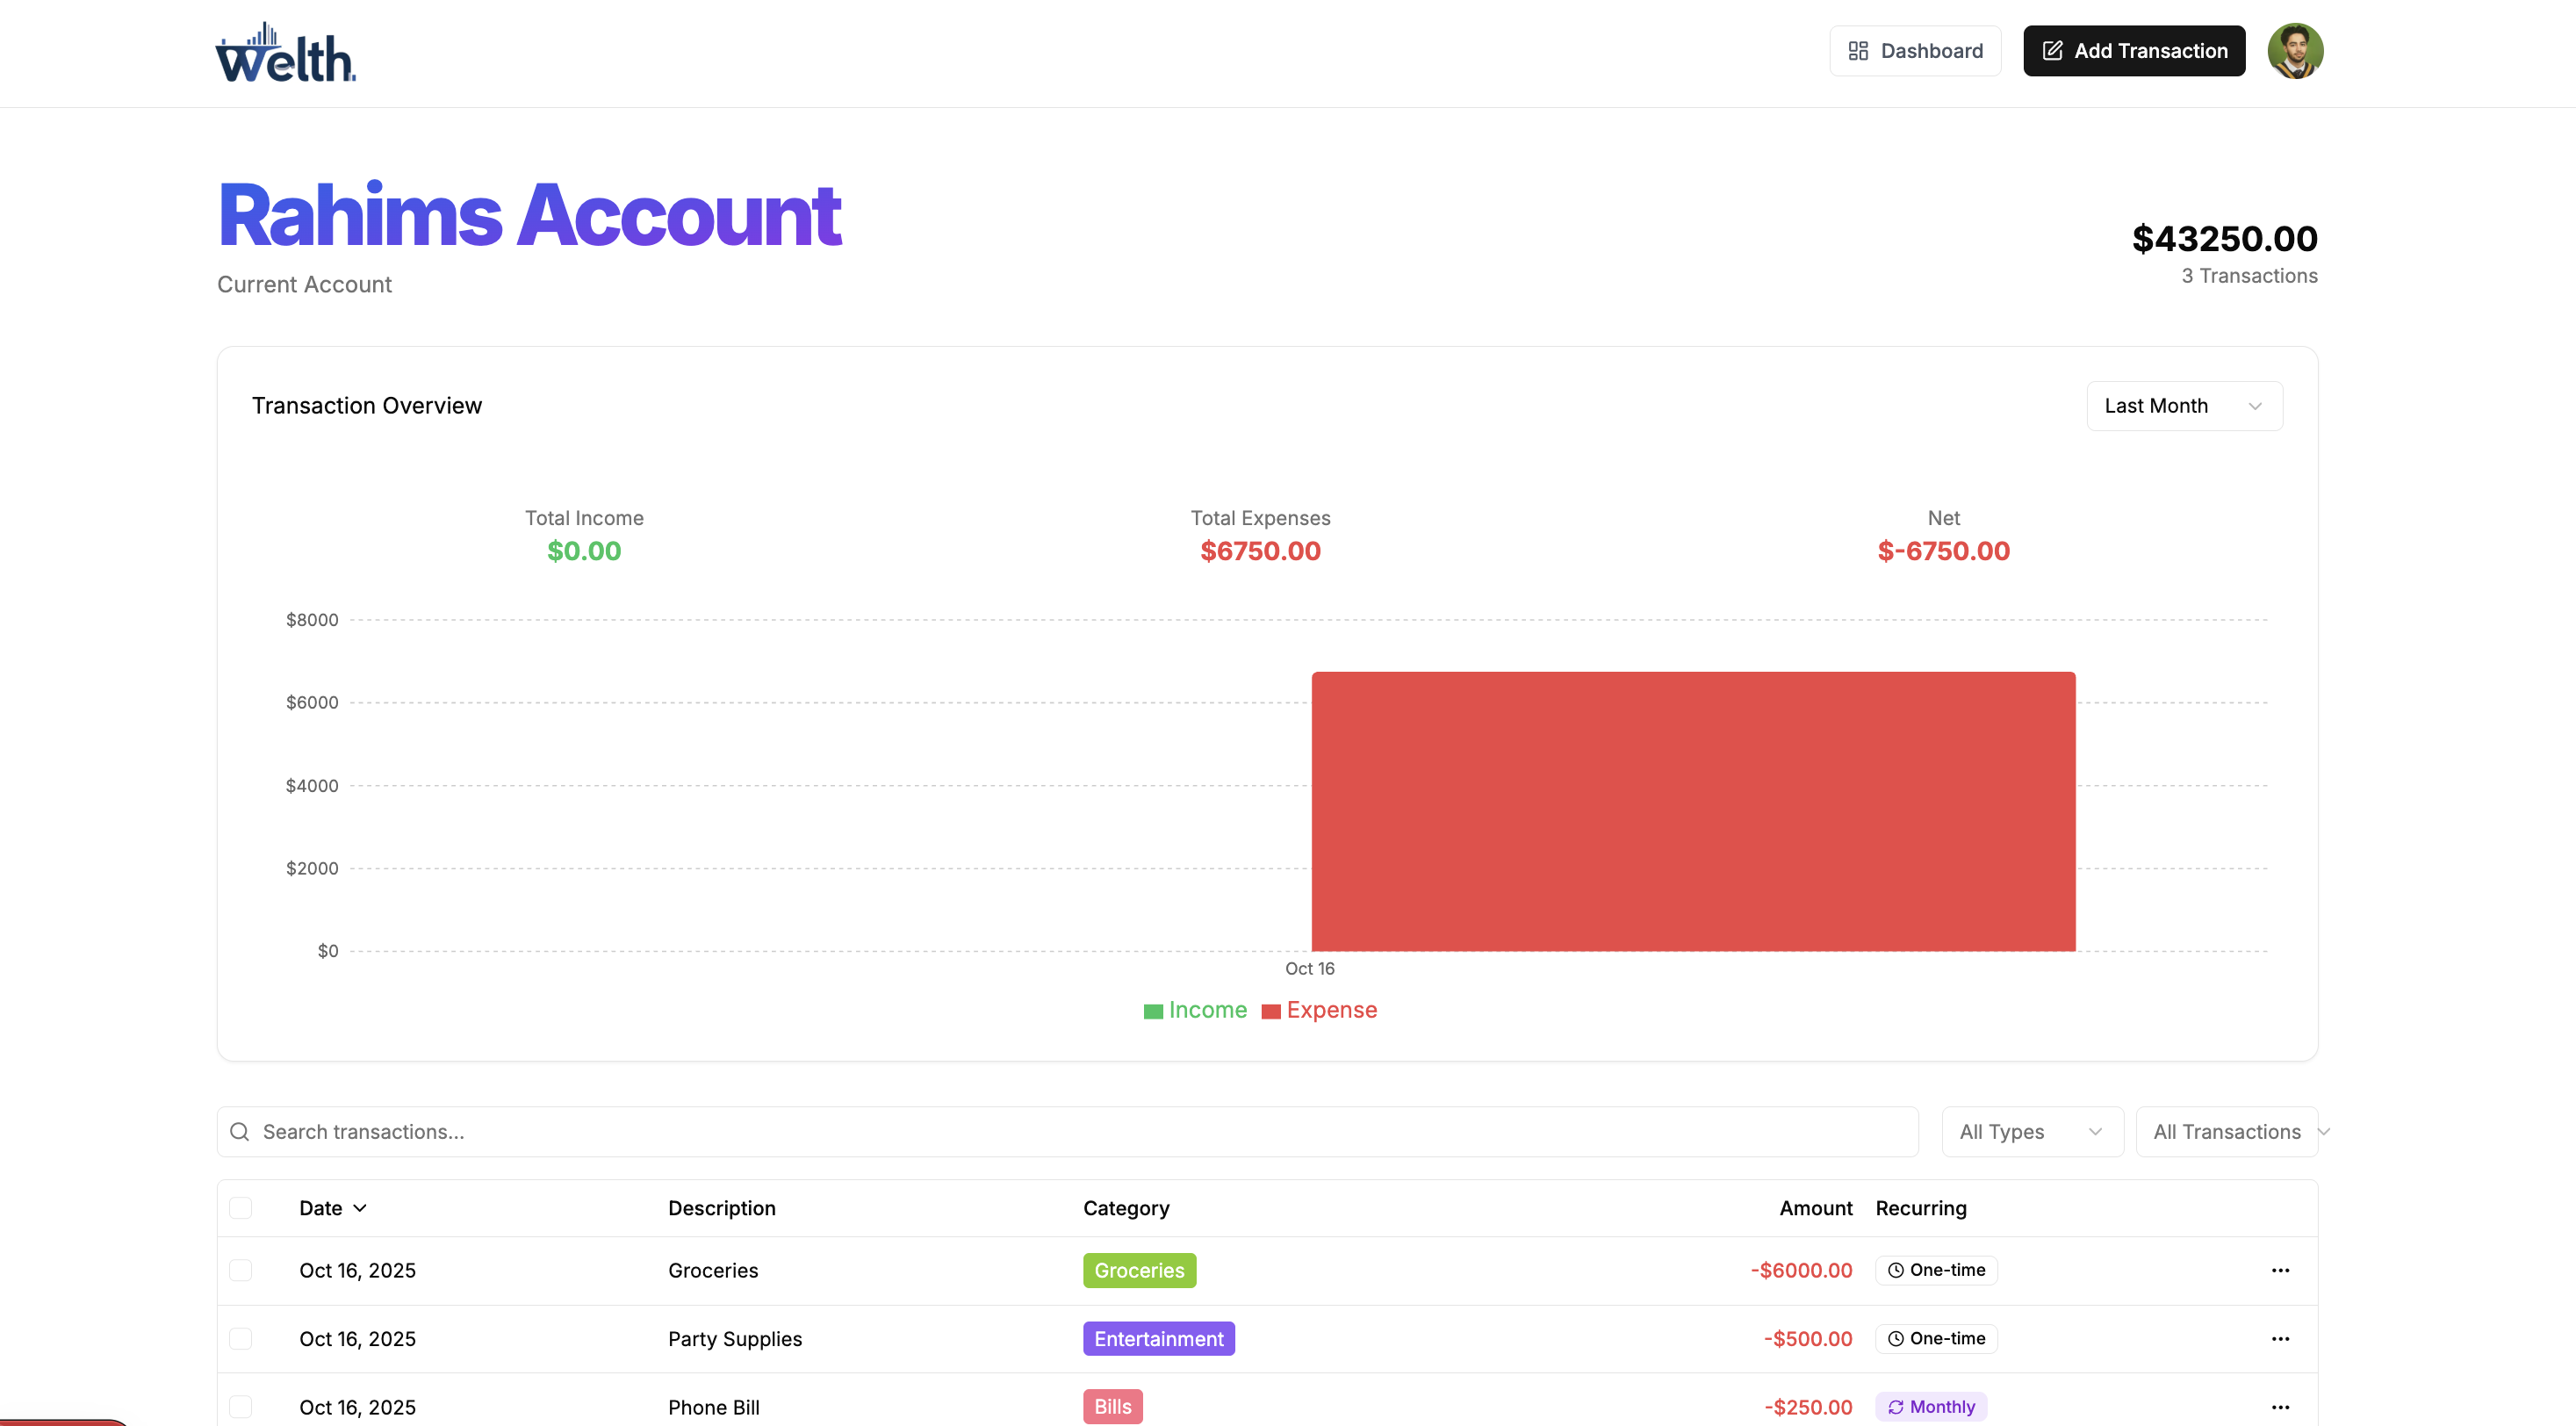 Welth
Dashboard
Add Transaction
Rahims Account
$43250.00
Current Account
3 Transactions
Transaction Overview
Last Month
Total Income
Total Expenses
Net
$0.00
$6750.00
$-6750.00
$8000
$6000
$4000
$2000
$0
Oct 16
Income
Expense
Search transactions...
All Types
All Transactions
Date Description Category Amount Recurring
Oct 16, 2025 Groceries Groceries -$6000.00 One-time
Oct 16, 2025 Party Supplies Entertainment -$500.00 One-time
Oct 16, 2025 Phone Bill Bills -$250.00 Monthly